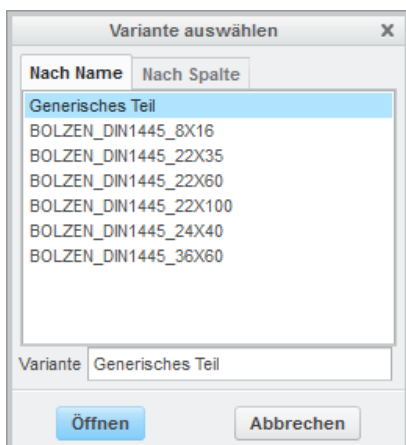 Variante auswählen
Nach Name Nach Spalte
Generisches Teil
BOLZEN_DIN1445_8X16
BOLZEN_DIN1445_22X35
BOLZEN_DIN1445_22X60
BOLZEN_DIN1445_22X100
BOLZEN_DIN1445_24X40
BOLZEN_DIN1445_36X60
Variante Generisches Teil
Öffnen Abbrechen